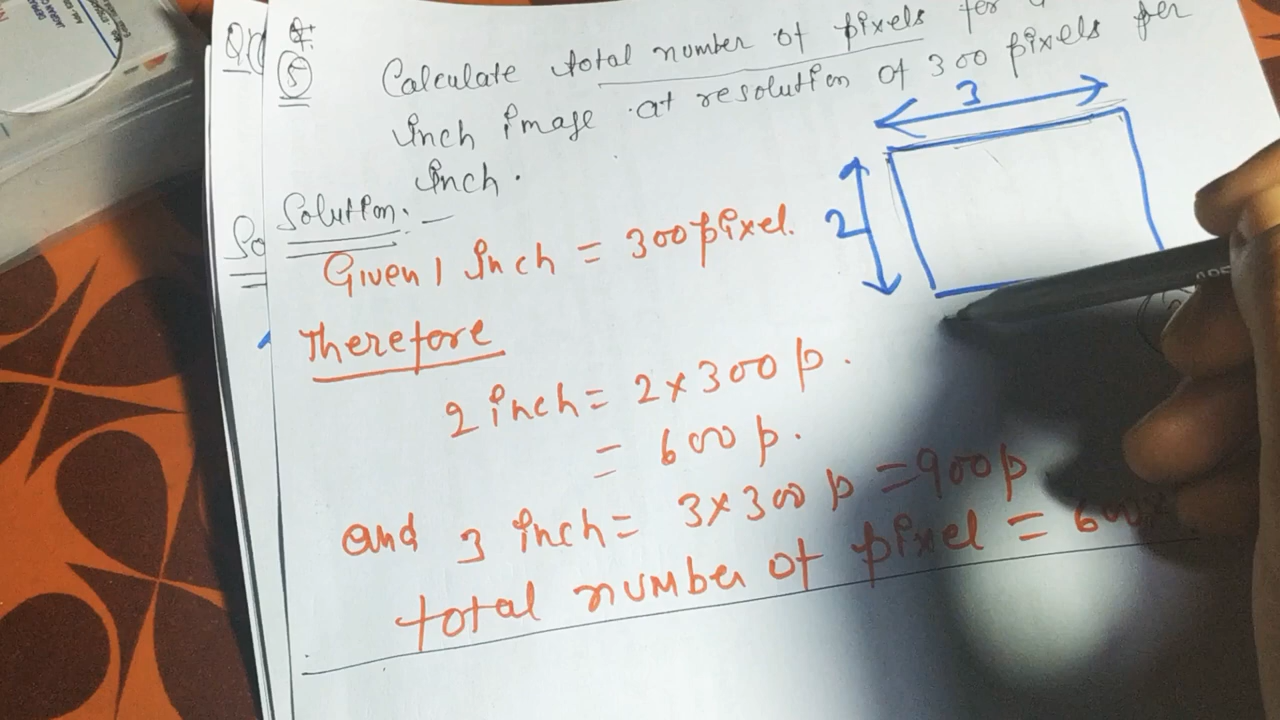 Q.
5 Calculate total number of pixels for
inch image at resolution of 300 pixels per
inch.
3
2
Solution: -
Given 1 inch = 300 pixel.
Therefore
2 inch = 2 x 300 p.
= 600 p.
and 3 inch = 3 x 300 p = 900 p
total number of pixel =
So